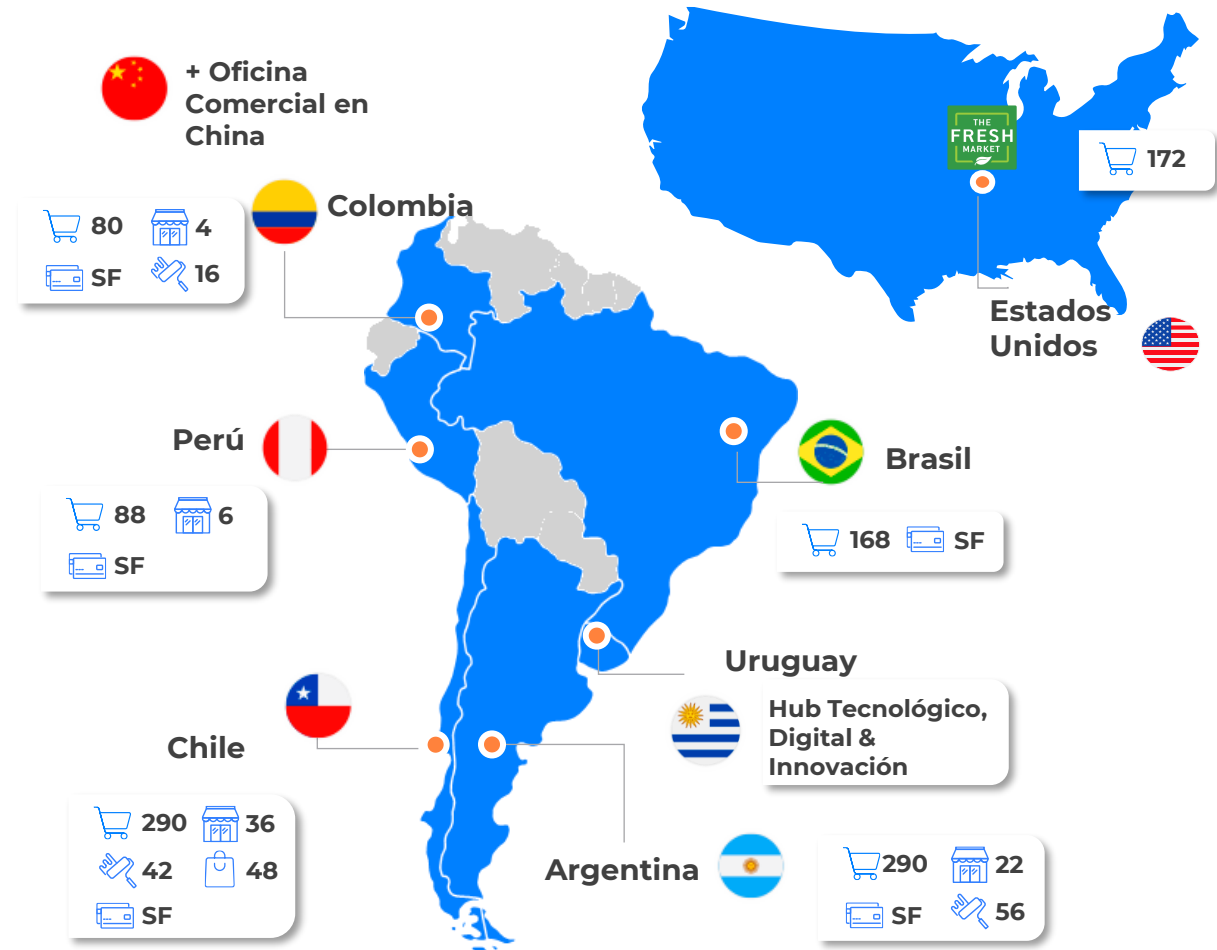 + Oficina
Comercial en
China
THE
FRESH
MARKET
172
Colombia
80 4
SF 16
Estados
Unidos
Perú
88 6
SF
Brasil
168 SF
Uruguay
Hub Tecnológico,
Digital &
Innovación
Chile
290 36
42 48
SF
Argentina
290 22
SF 56